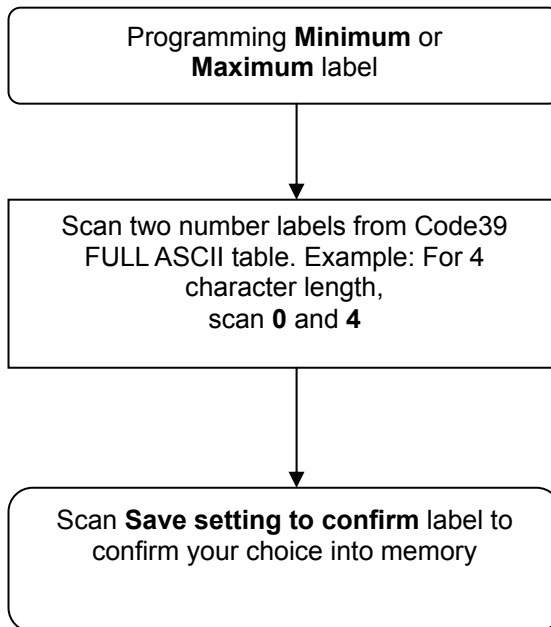 Programming Minimum or
Maximum label
Scan two number labels from Code39
FULL ASCII table. Example: For 4
character length,
scan 0 and 4
Scan Save setting to confirm label to
confirm your choice into memory